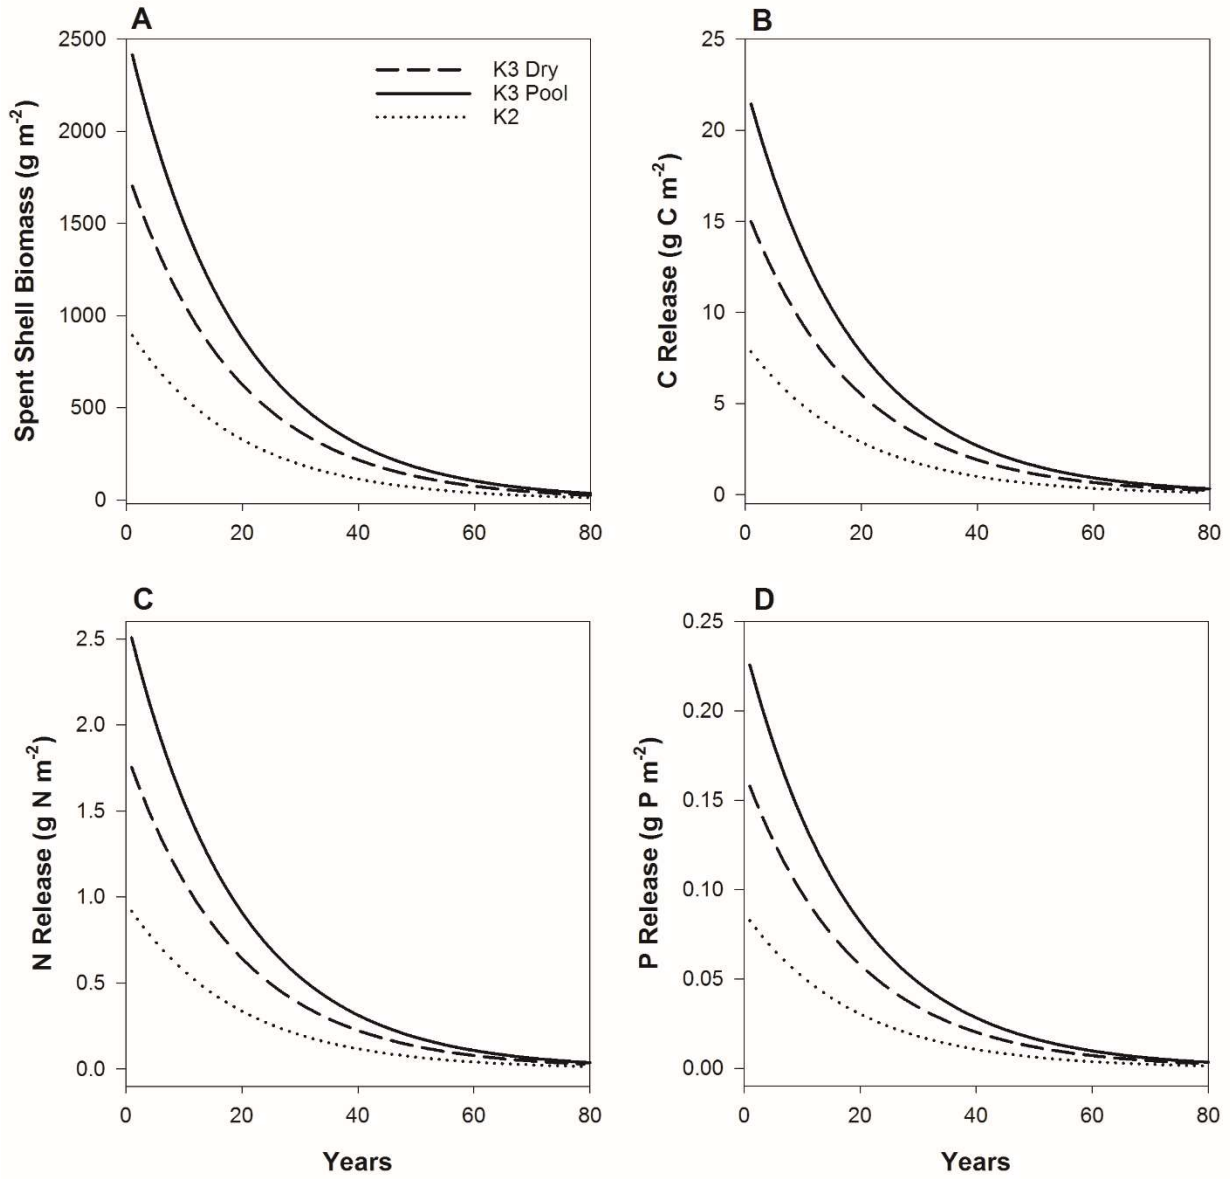 A
Spent Shell Biomass (g m-2)
2500
2000
1500
1000
500
0
0 20 40 60 80
K3 Dry
K3 Pool
K2
B
C Release (g C m-2)
25
20
15
10
5
0
0 20 40 60 80
C
N Release (g N m-2)
2.5
2.0
1.5
1.0
0.5
0.0
0 20 40 60 80
Years
D
P Release (g P m-2)
0.25
0.20
0.15
0.10
0.05
0.00
0 20 40 60 80
Years